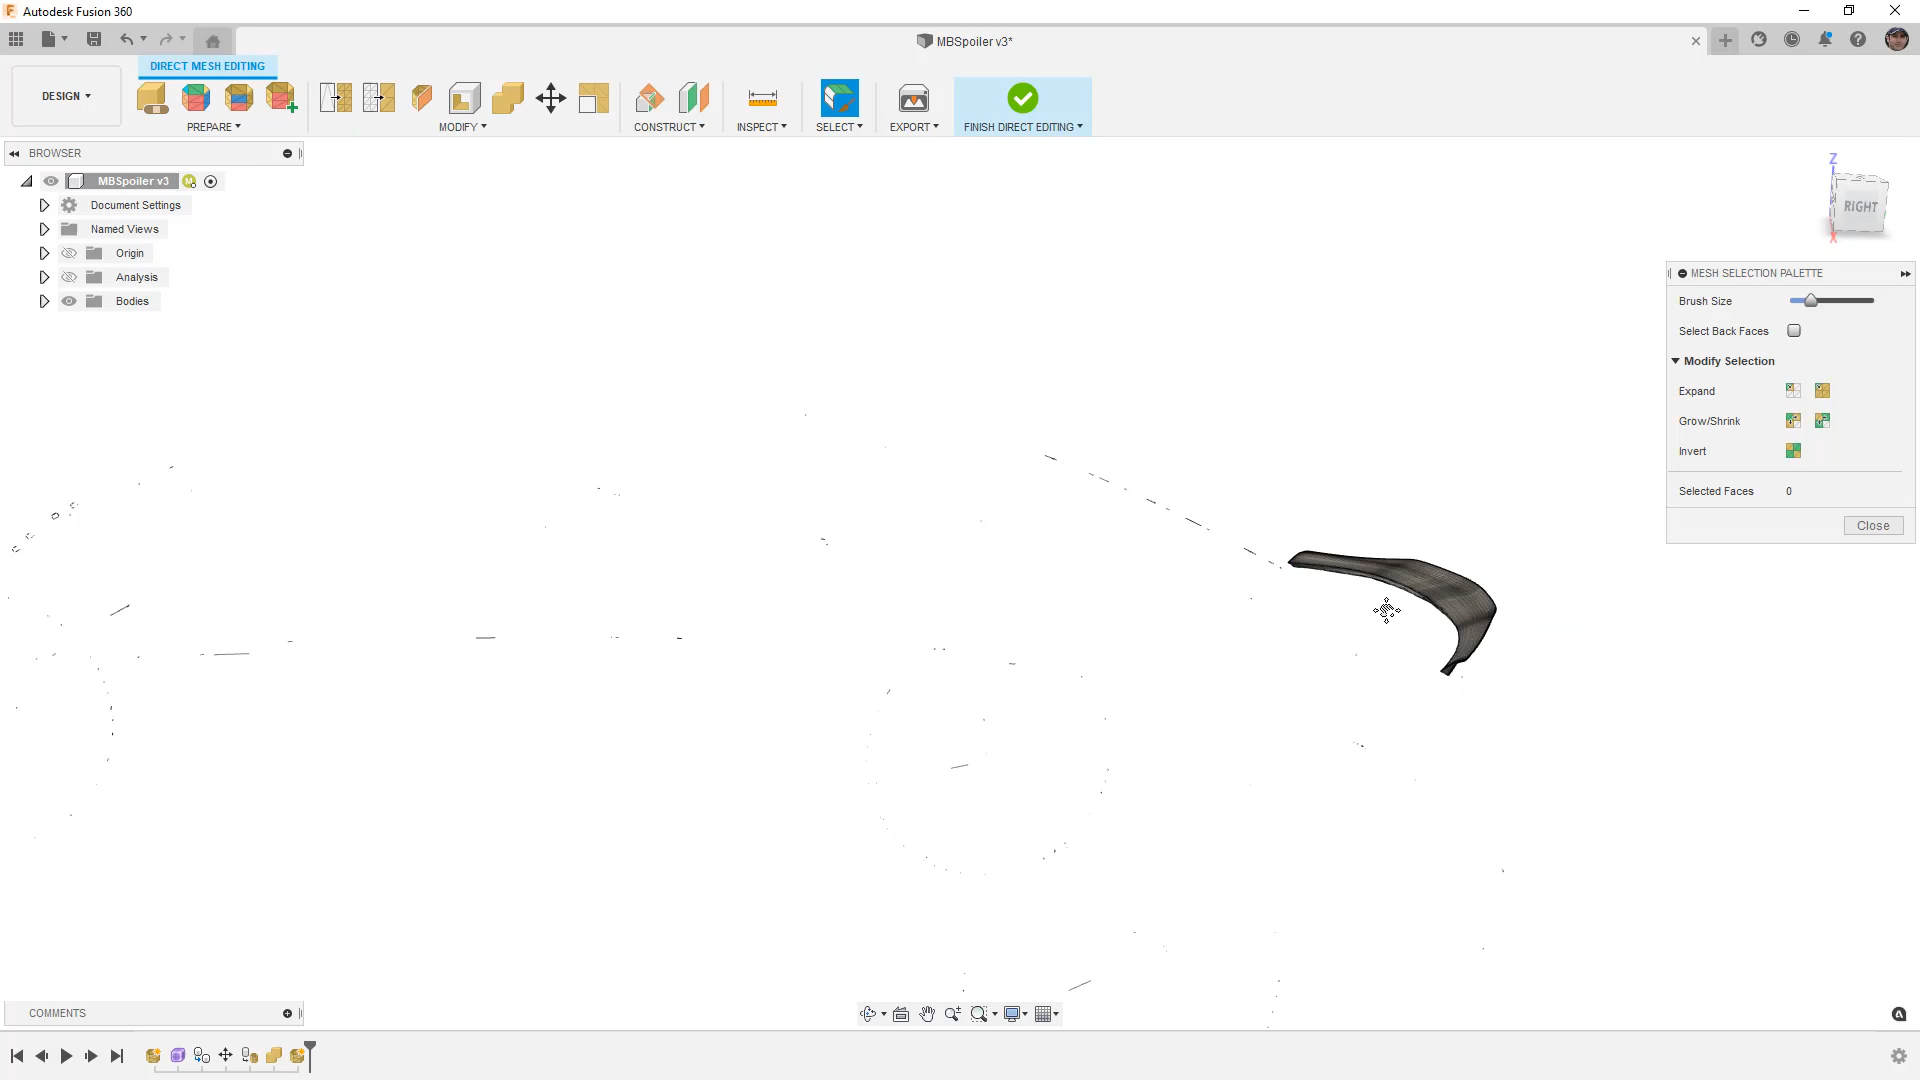 Autodesk Fusion 360
MBSpoiler v3*
DIRECT MESH EDITING
DESIGN
PREPARE
MODIFY
CONSTRUCT
INSPECT
SELECT
EXPORT
FINISH DIRECT EDITING
BROWSER
MBSpoiler v3
Document Settings
Named Views
Origin
Analysis
Bodies
Z
RIGHT
X
MESH SELECTION PALETTE
Brush Size
Select Back Faces
Modify Selection
Expand
Grow/Shrink
Invert
Selected Faces 0
Close
COMMENTS